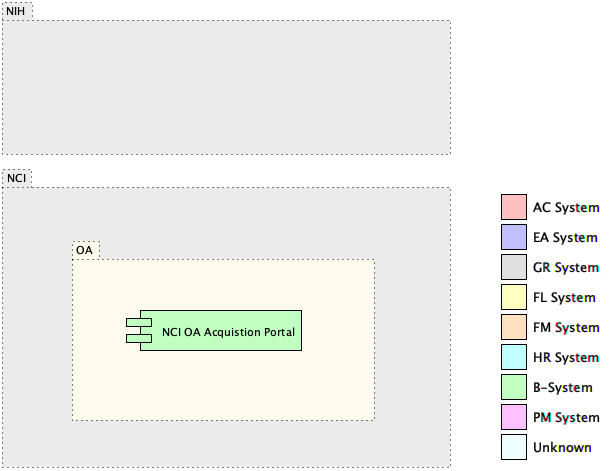 NIH
NCI
OA
NCI OA Acquistion Portal
AC System
EA System
GR System
FL System
FM System
HR System
B-System
PM System
Unknown